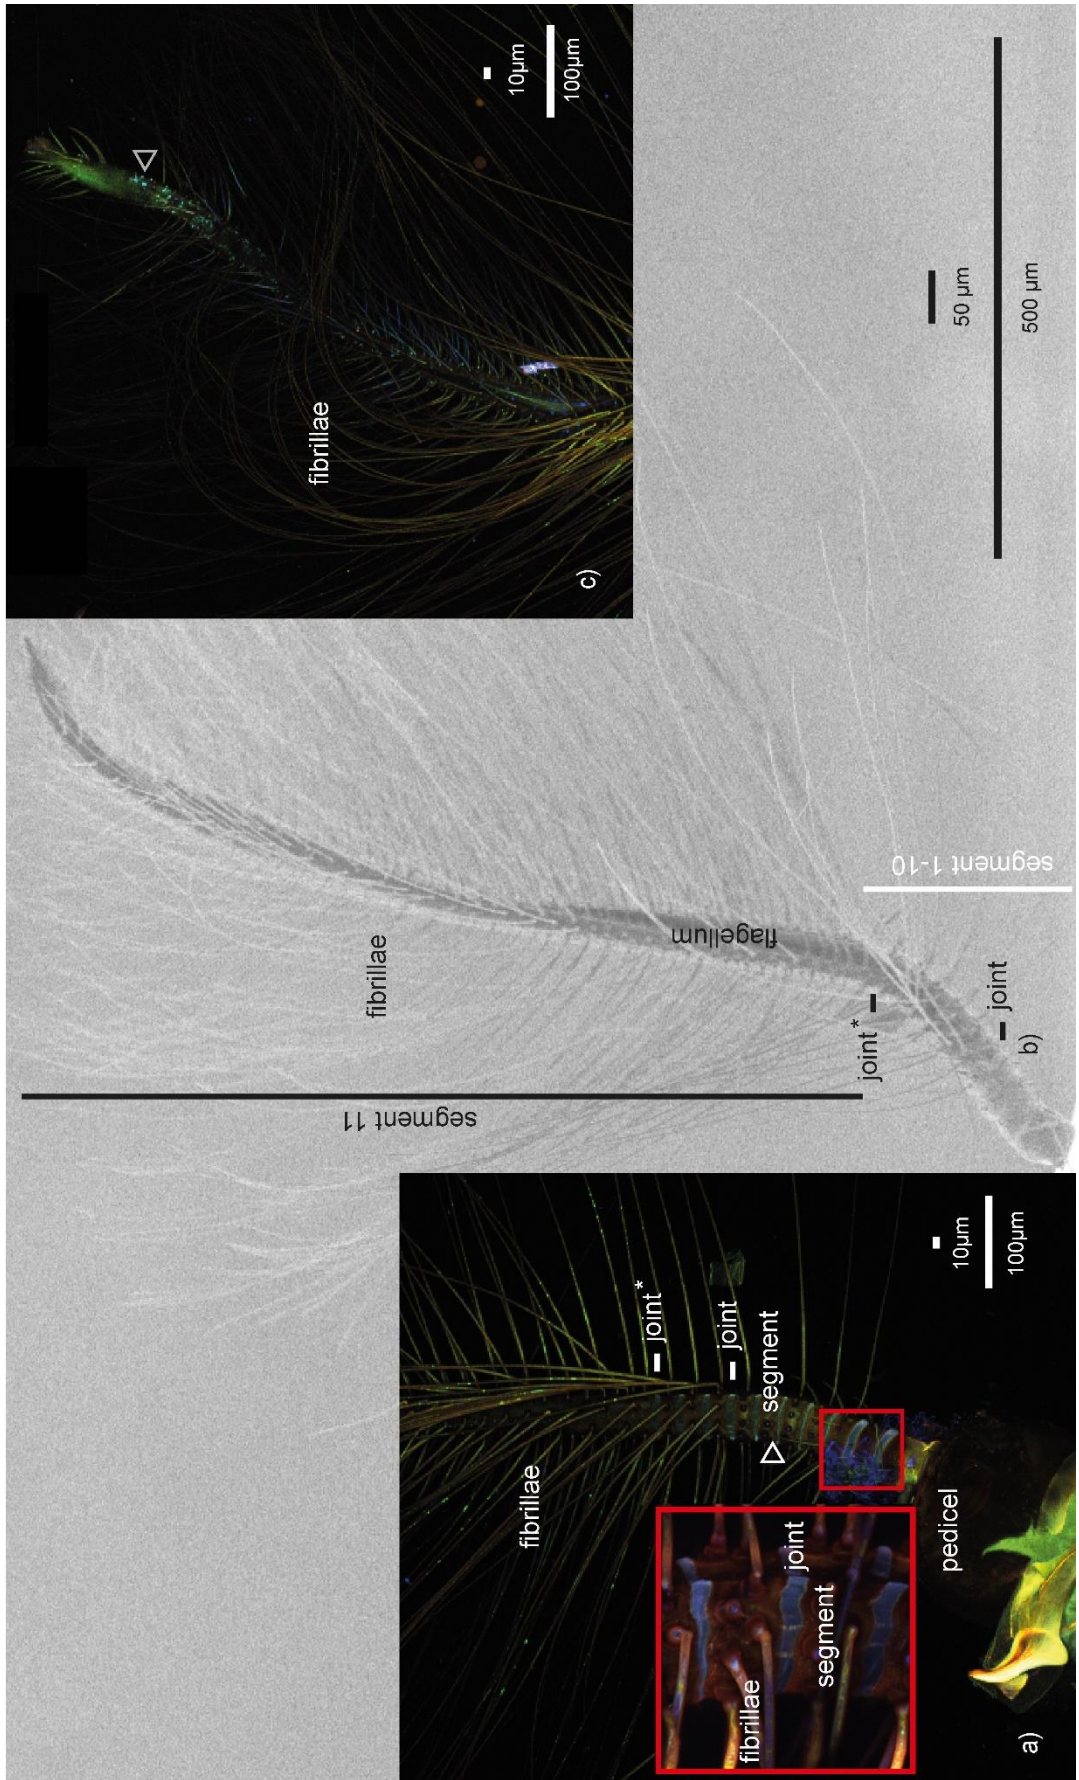 a)
fibrillae
joint*
joint
segment
pedicel
10µm
100µm
fibrillae
segment
joint
b)
segment 11
fibrillae
flagellum
joint*
joint
segment 1-10
50 µm
500 µm
c)
fibrillae
10µm
100µm